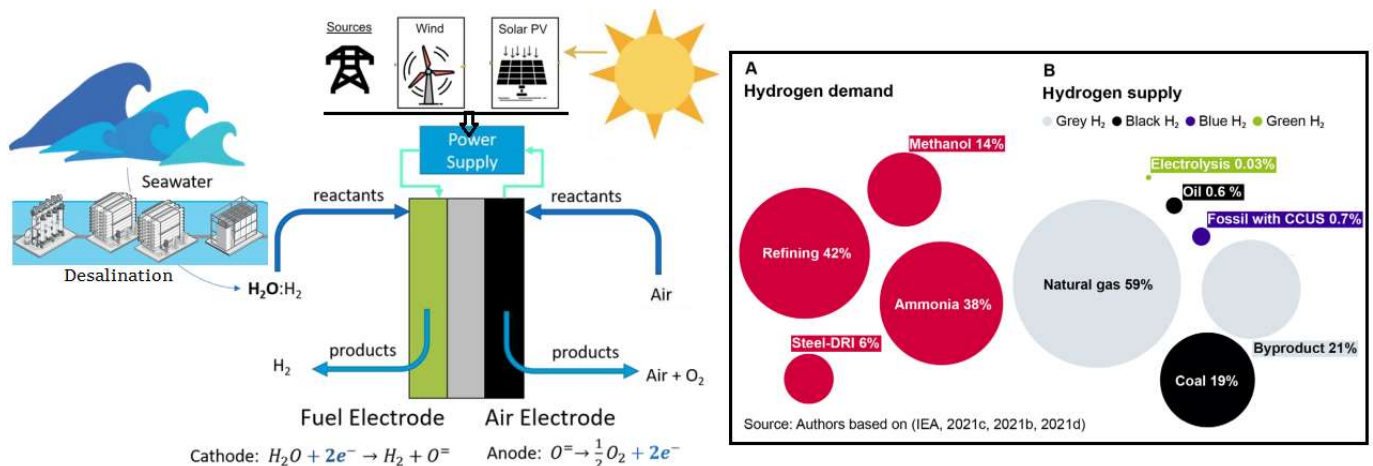 Sources
Wind
Solar PV
Power
Supply
Seawater
reactants
reactants
Desalination
H₂O:H₂
Air
products
products
H₂
Air + O₂
Fuel Electrode
Air Electrode
Cathode: H₂O + 2e⁻ → H₂ + O⁼
Anode: O⁼ → 1/2 O₂ + 2e⁻
A
Hydrogen demand
Methanol 14%
Refining 42%
Ammonia 38%
Steel-DRI 6%
B
Hydrogen supply
Grey H₂ Black H₂ Blue H₂ Green H₂
Electrolysis 0.03%
Oil 0.6 %
Fossil with CCUS 0.7%
Natural gas 59%
Byproduct 21%
Coal 19%
Source: Authors based on (IEA, 2021c, 2021b, 2021d)